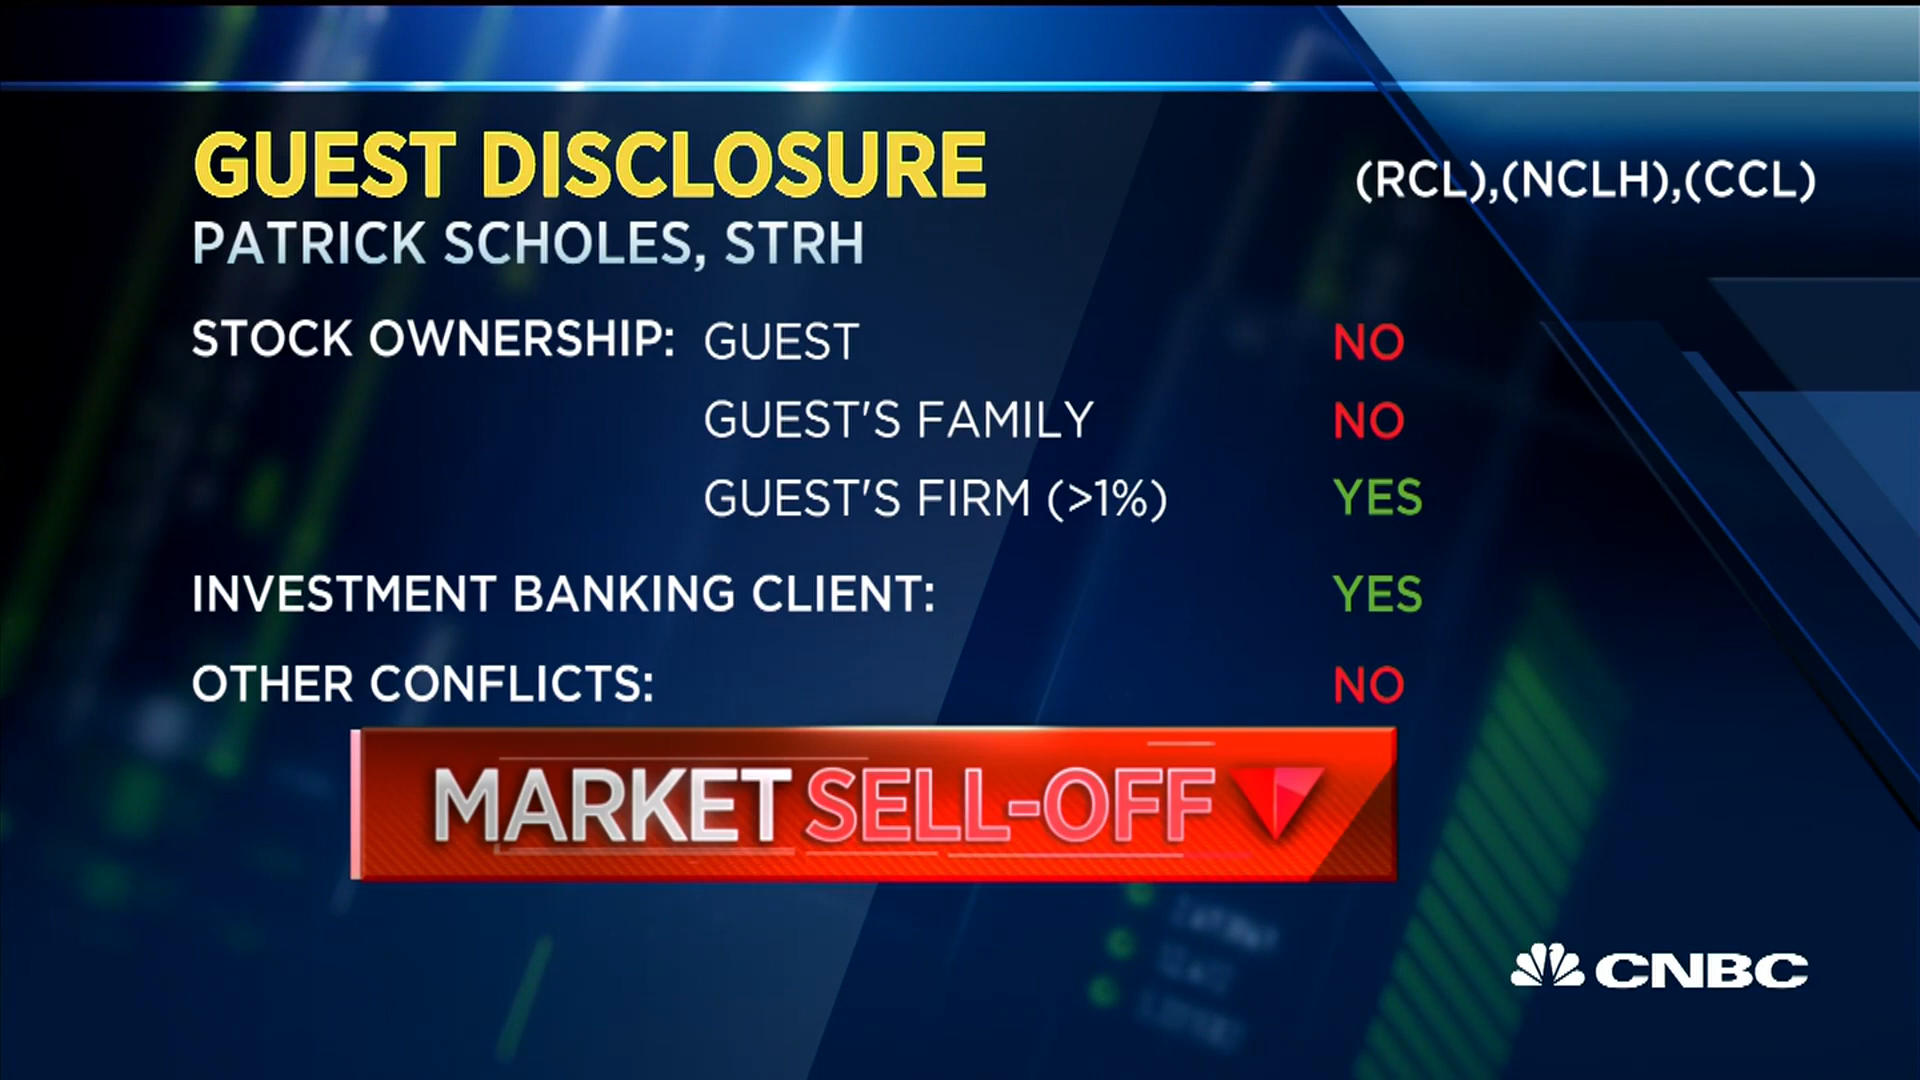 GUEST DISCLOSURE
(RCL),(NCLH),(CCL)
PATRICK SCHOLES, STRH
STOCK OWNERSHIP: GUEST NO
GUEST'S FAMILY NO
GUEST'S FIRM (>1%) YES
INVESTMENT BANKING CLIENT: YES
OTHER CONFLICTS: NO
MARKET SELL-OFF
CNBC